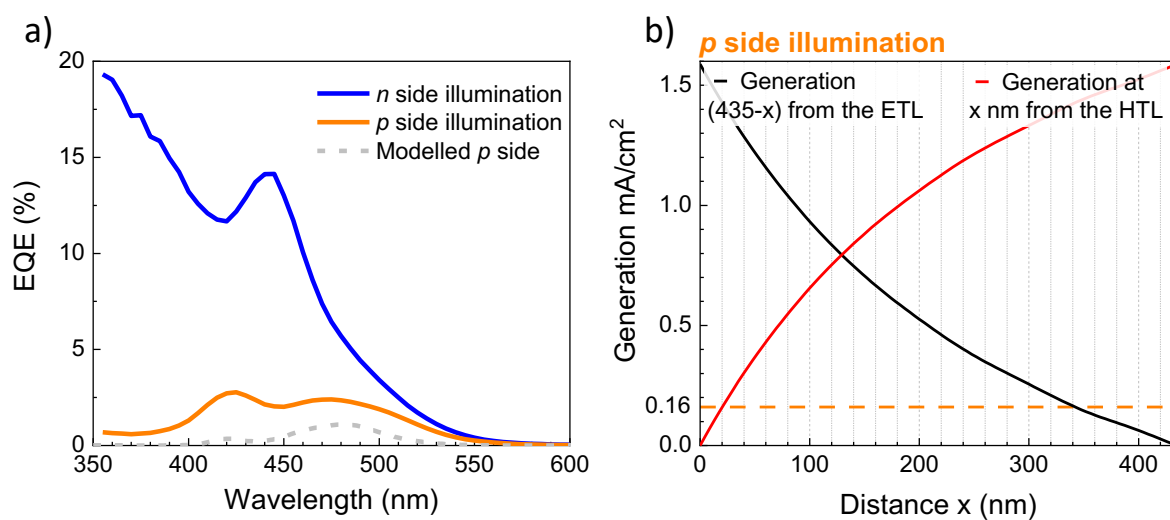 a)
20
15
10
5
0
EQE (%)
n side illumination
p side illumination
Modelled p side
350
400
450
500
550
600
Wavelength (nm)
b)
p side illumination
1.5
1.0
0.5
0.16
0.0
Generation mA/cm²
Generation
(435-x) from the ETL
Generation at
x nm from the HTL
0
100
200
300
400
Distance x (nm)